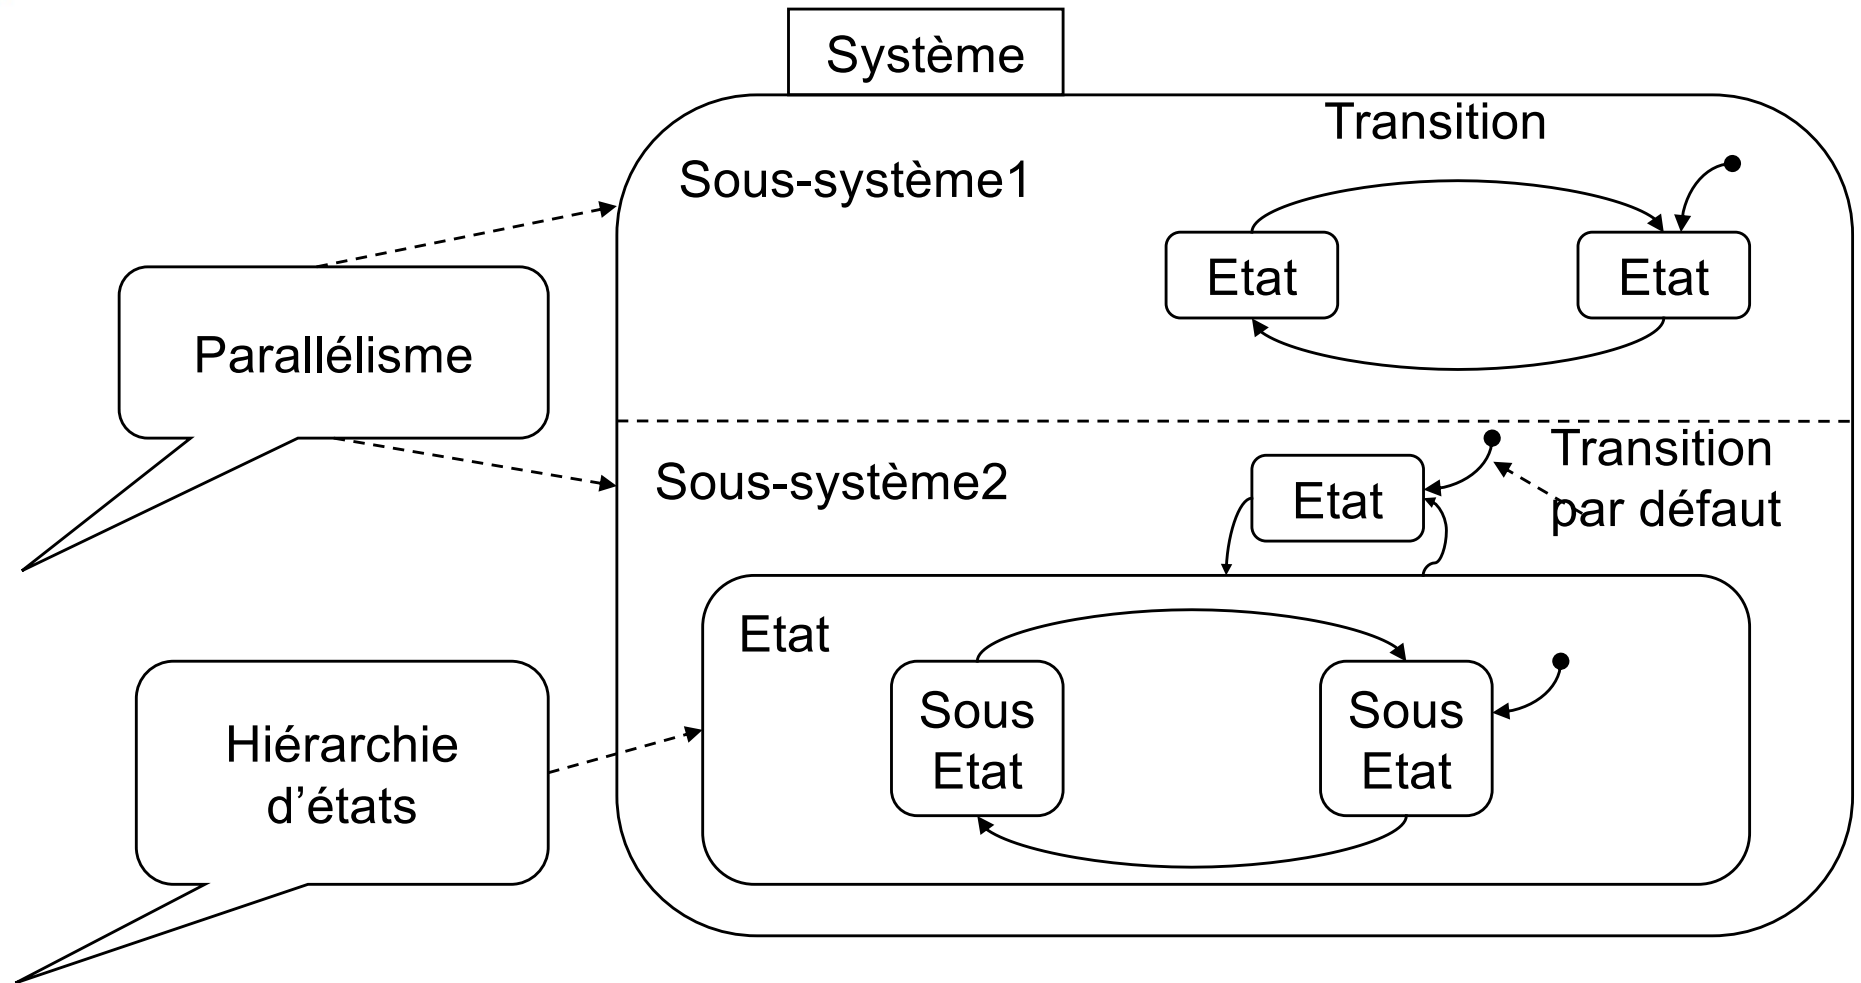 Système
Transition
Sous-système1
Etat
Etat
Parallélisme
Transition
par défaut
Sous-système2
Etat
Etat
Sous
Etat
Sous
Etat
Hiérarchie
d’états